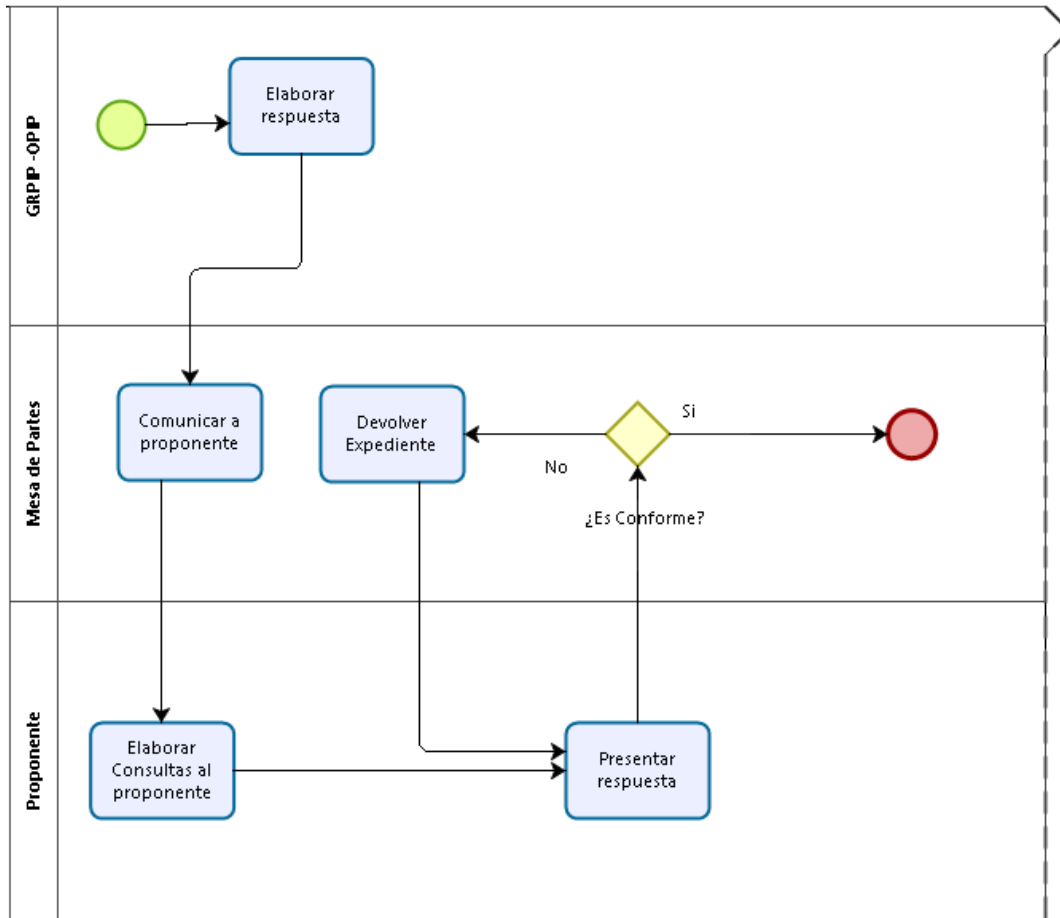 GRPIP -OPIP
Elaborar
respuesta
Mesa de Partes
Comunicar a
proponente
Devolver
Expediente
Si
No
¿Es Conforme?
Proponente
Elaborar
Consultas al
proponente
Presentar
respuesta